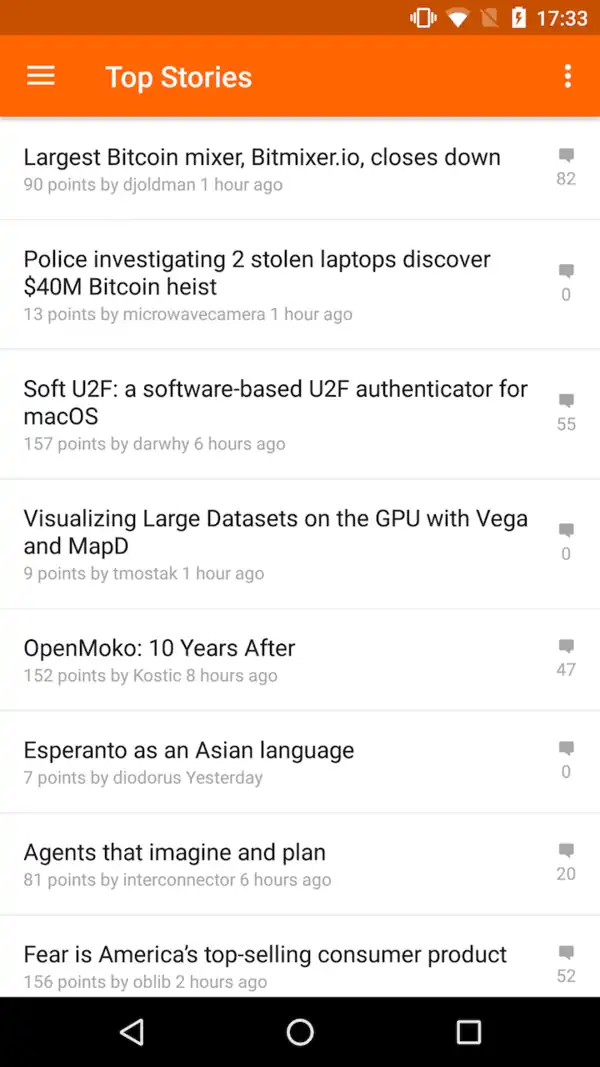 17:33
Top Stories
Largest Bitcoin mixer, Bitmixer.io, closes down
90 points by djoldman 1 hour ago
82
Police investigating 2 stolen laptops discover
$40M Bitcoin heist
13 points by microwavecamera 1 hour ago
0
Soft U2F: a software-based U2F authenticator for
macOS
157 points by darwhy 6 hours ago
55
Visualizing Large Datasets on the GPU with Vega
and MapD
9 points by tmostak 1 hour ago
0
OpenMoko: 10 Years After
152 points by Kostic 8 hours ago
47
Esperanto as an Asian language
7 points by diodorus Yesterday
0
Agents that imagine and plan
81 points by interconnector 6 hours ago
20
Fear is America’s top-selling consumer product
156 points by oblib 2 hours ago
52